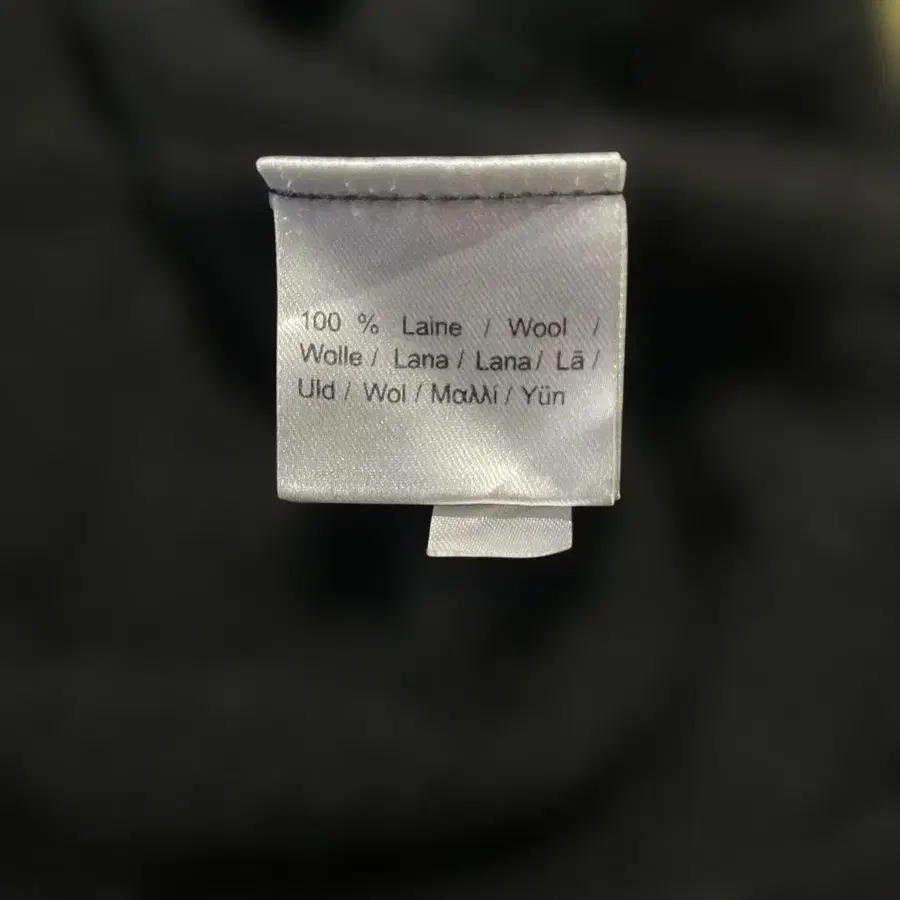 100 % Laine / Wool /
Wolle / Lana / Lana / Lã /
Uld / Wol / Μαλλί / Yün